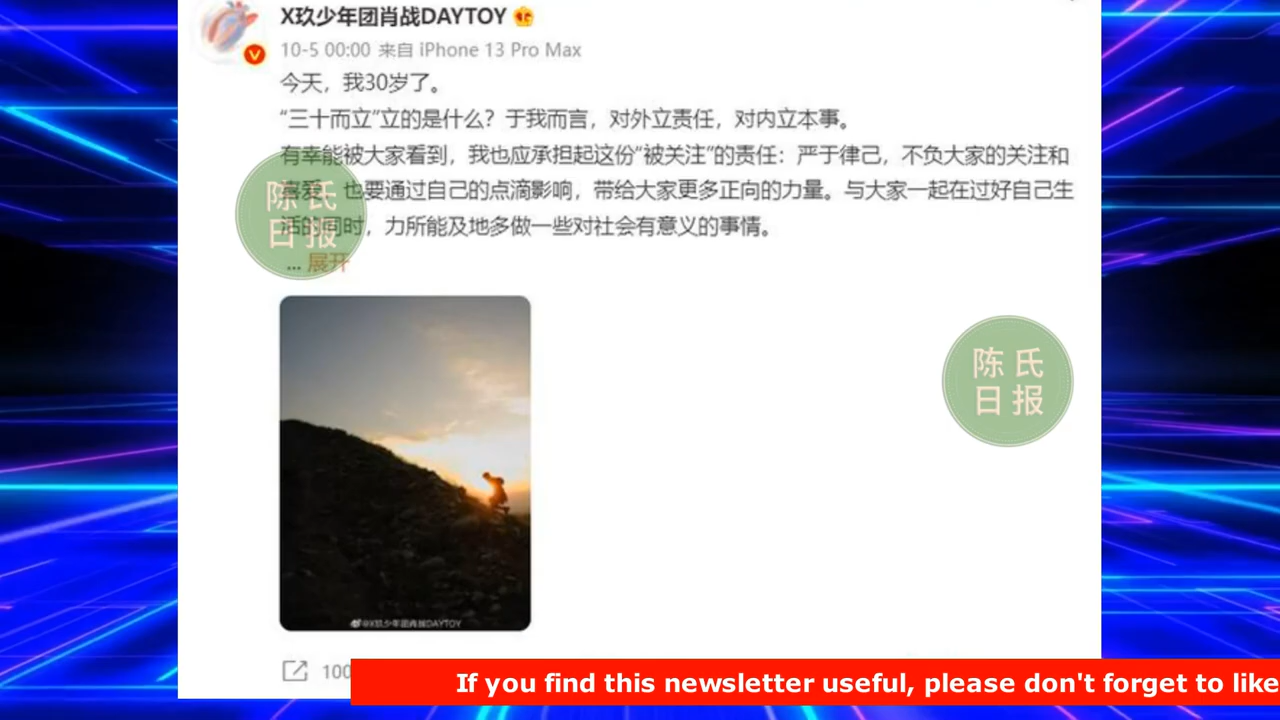 X玖少年团肖战DAYTOY
10-5 00:00 来自 iPhone 13 Pro Max
今天，我30岁了。
“三十而立”立的是什么？于我而言，对外立责任，对内立本事。
有幸能被大家看到，我也应承担起这份“被关注”的责任：严于律己，不负大家的关注和
喜爱，也要通过自己的点滴影响，带给大家更多正向的力量。与大家一起在过好自己生
活的同时，力所能及地多做一些对社会有意义的事情。
... 展开
陈氏
日报
陈氏
日报
@X玖少年团肖战DAYTOY
100
If you find this newsletter useful, please don't forget to like